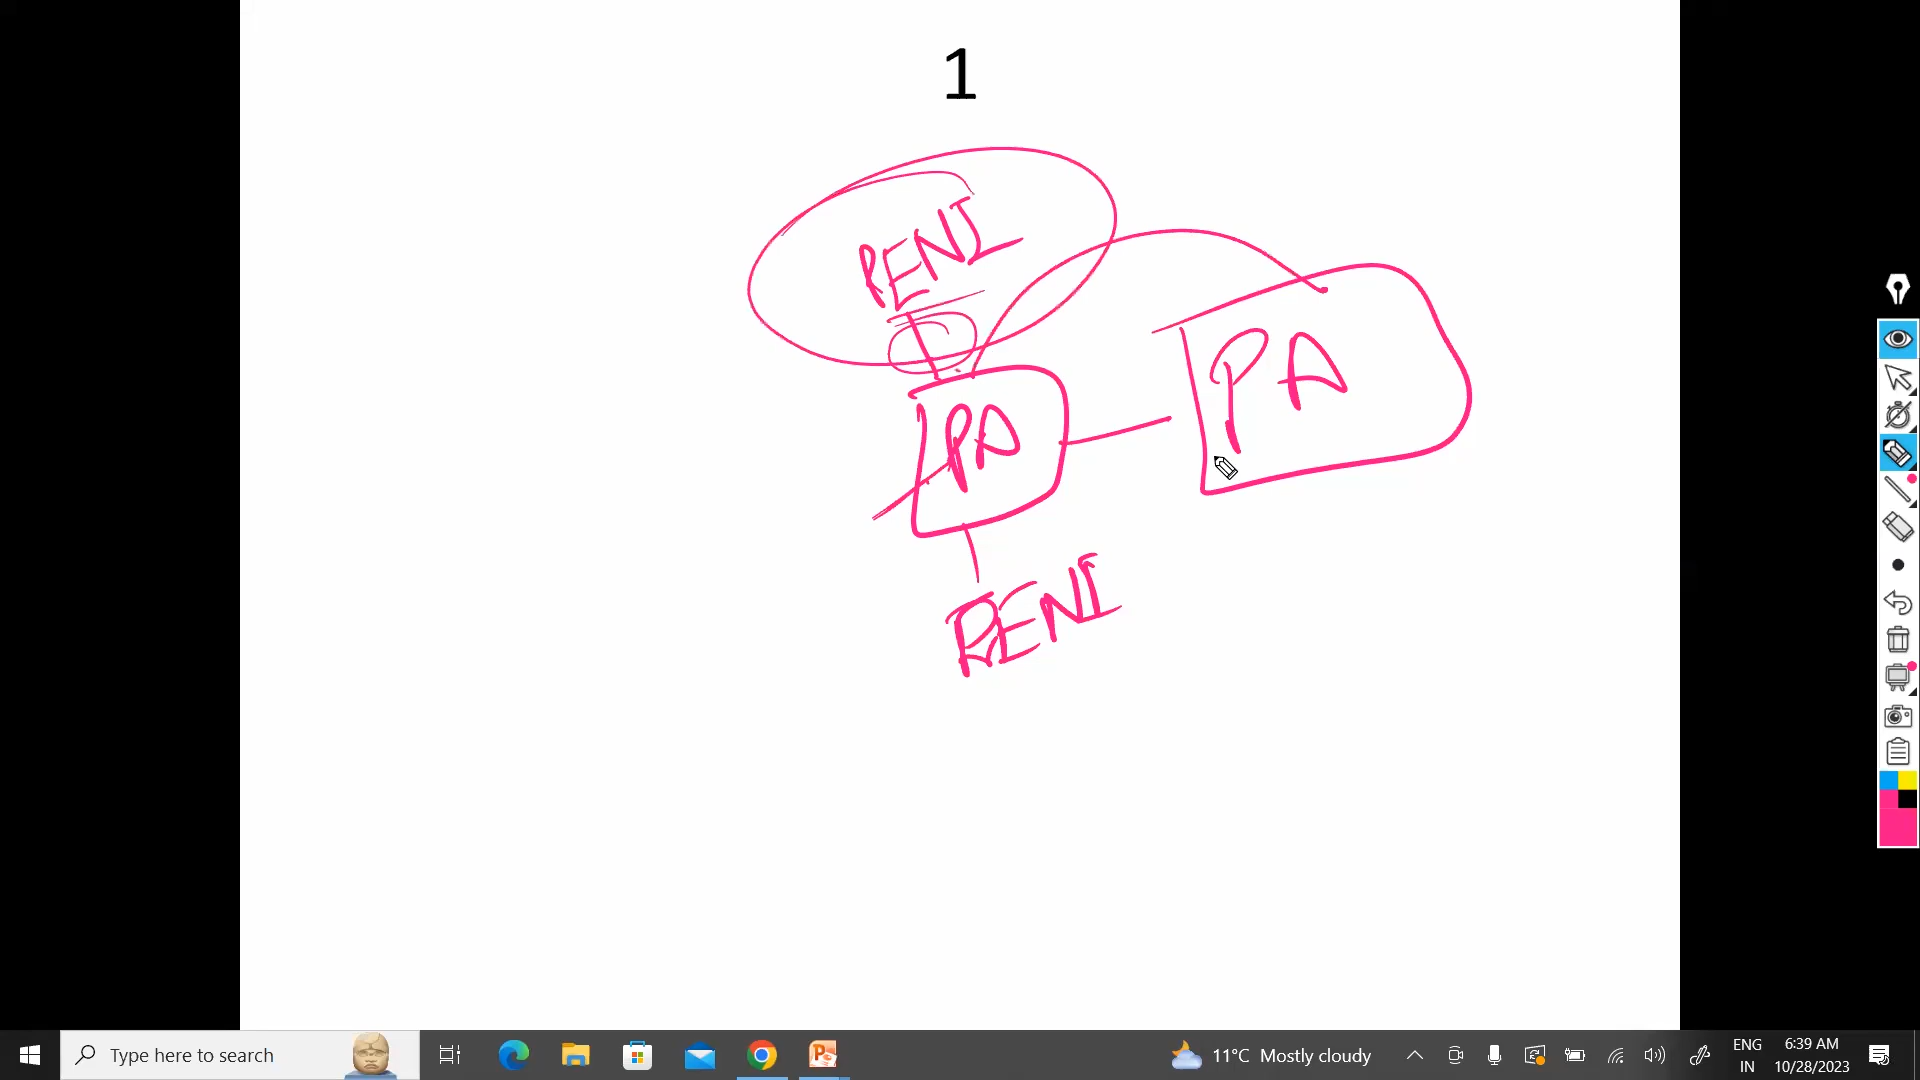 1
RENI
PA
PA
RENI
Type here to search
11°C Mostly cloudy
ENG
IN
6:39 AM
10/28/2023